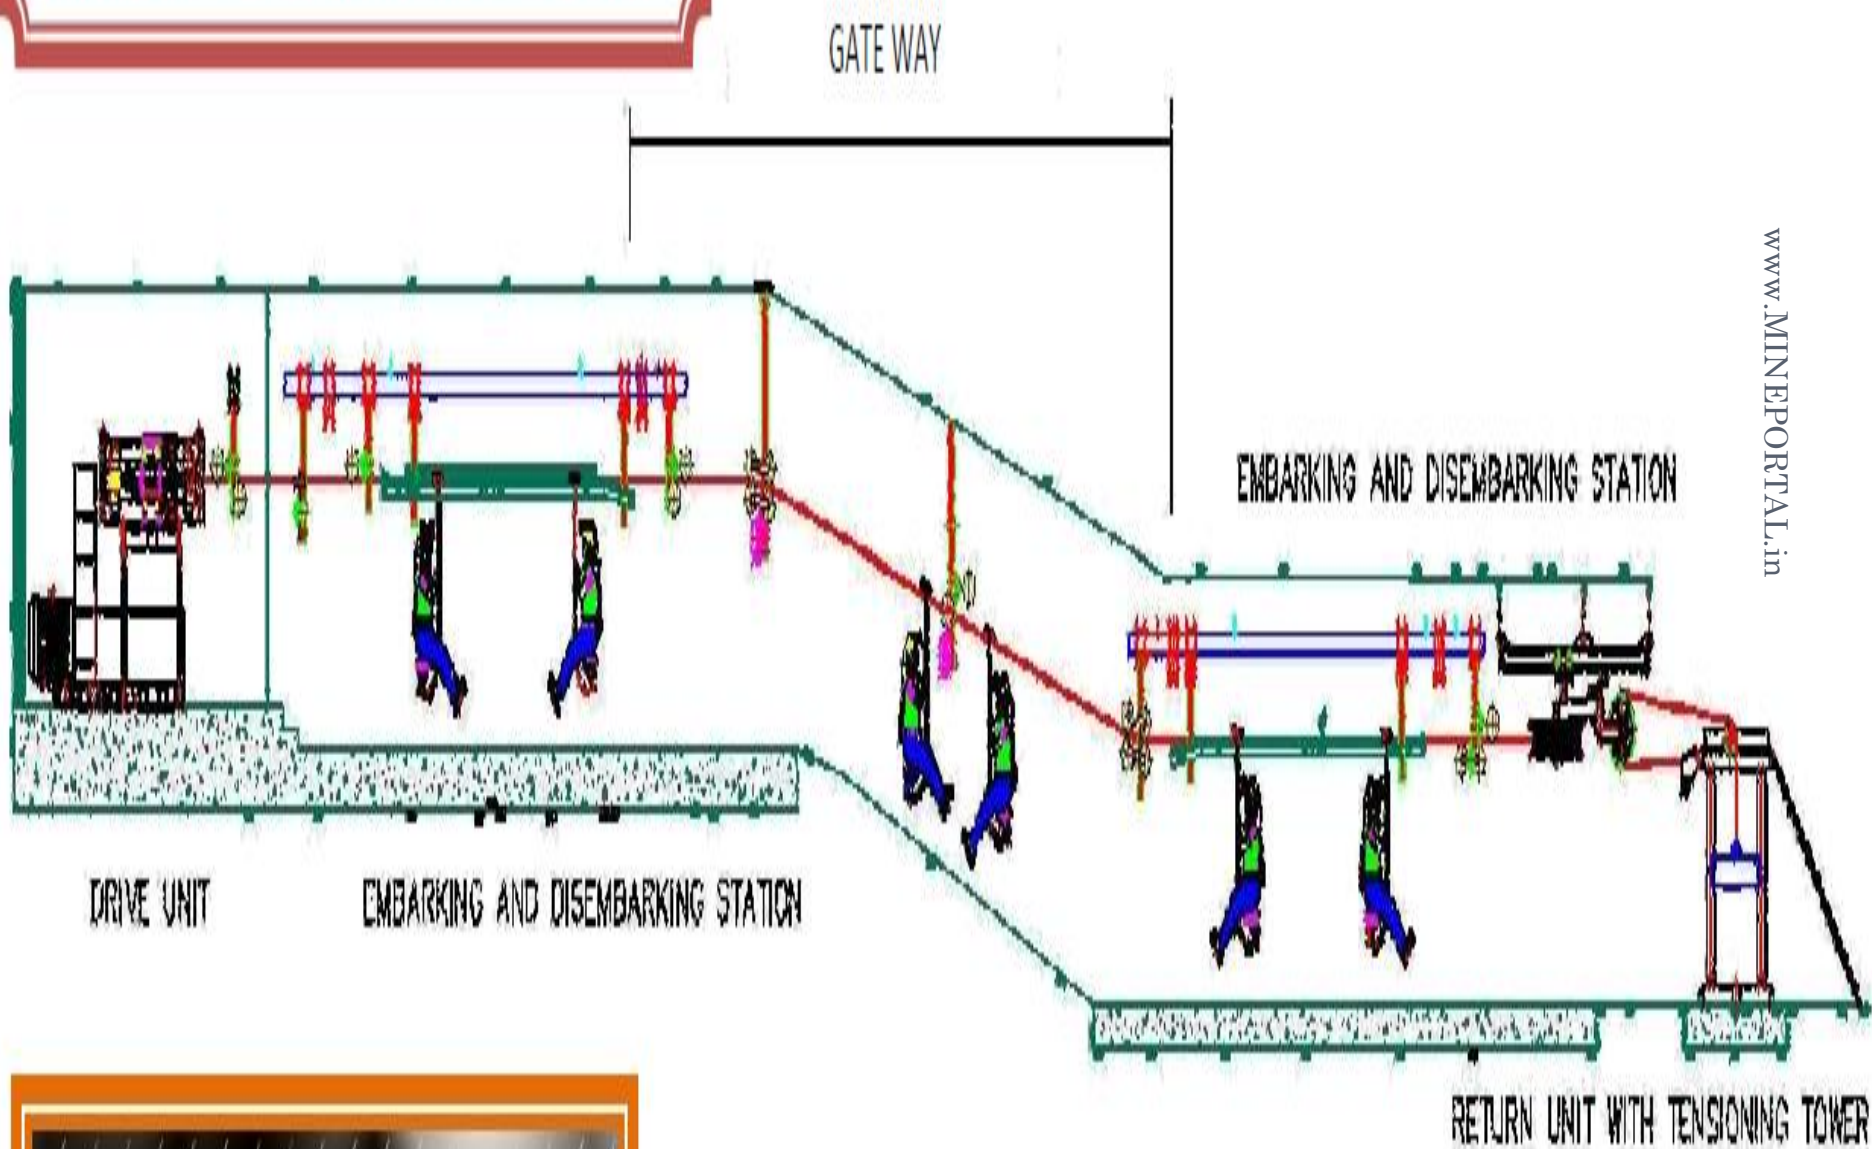 GATE WAY
www.MINEPORTAL.in
EMBARKING AND DISEMBARKING STATION
DRIVE UNIT
EMBARKING AND DISEMBARKING STATION
RETURN UNIT WITH TENSIONING TOWER